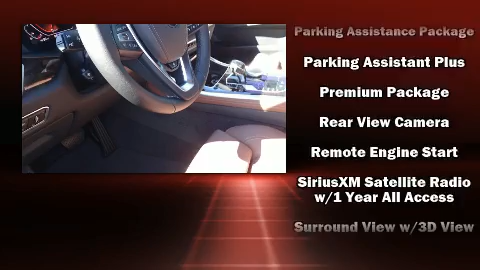 Parking Assistance Package
Parking Assistant Plus
Premium Package
Rear View Camera
Remote Engine Start
SiriusXM Satellite Radio
w/1 Year All Access
Surround View w/3D View